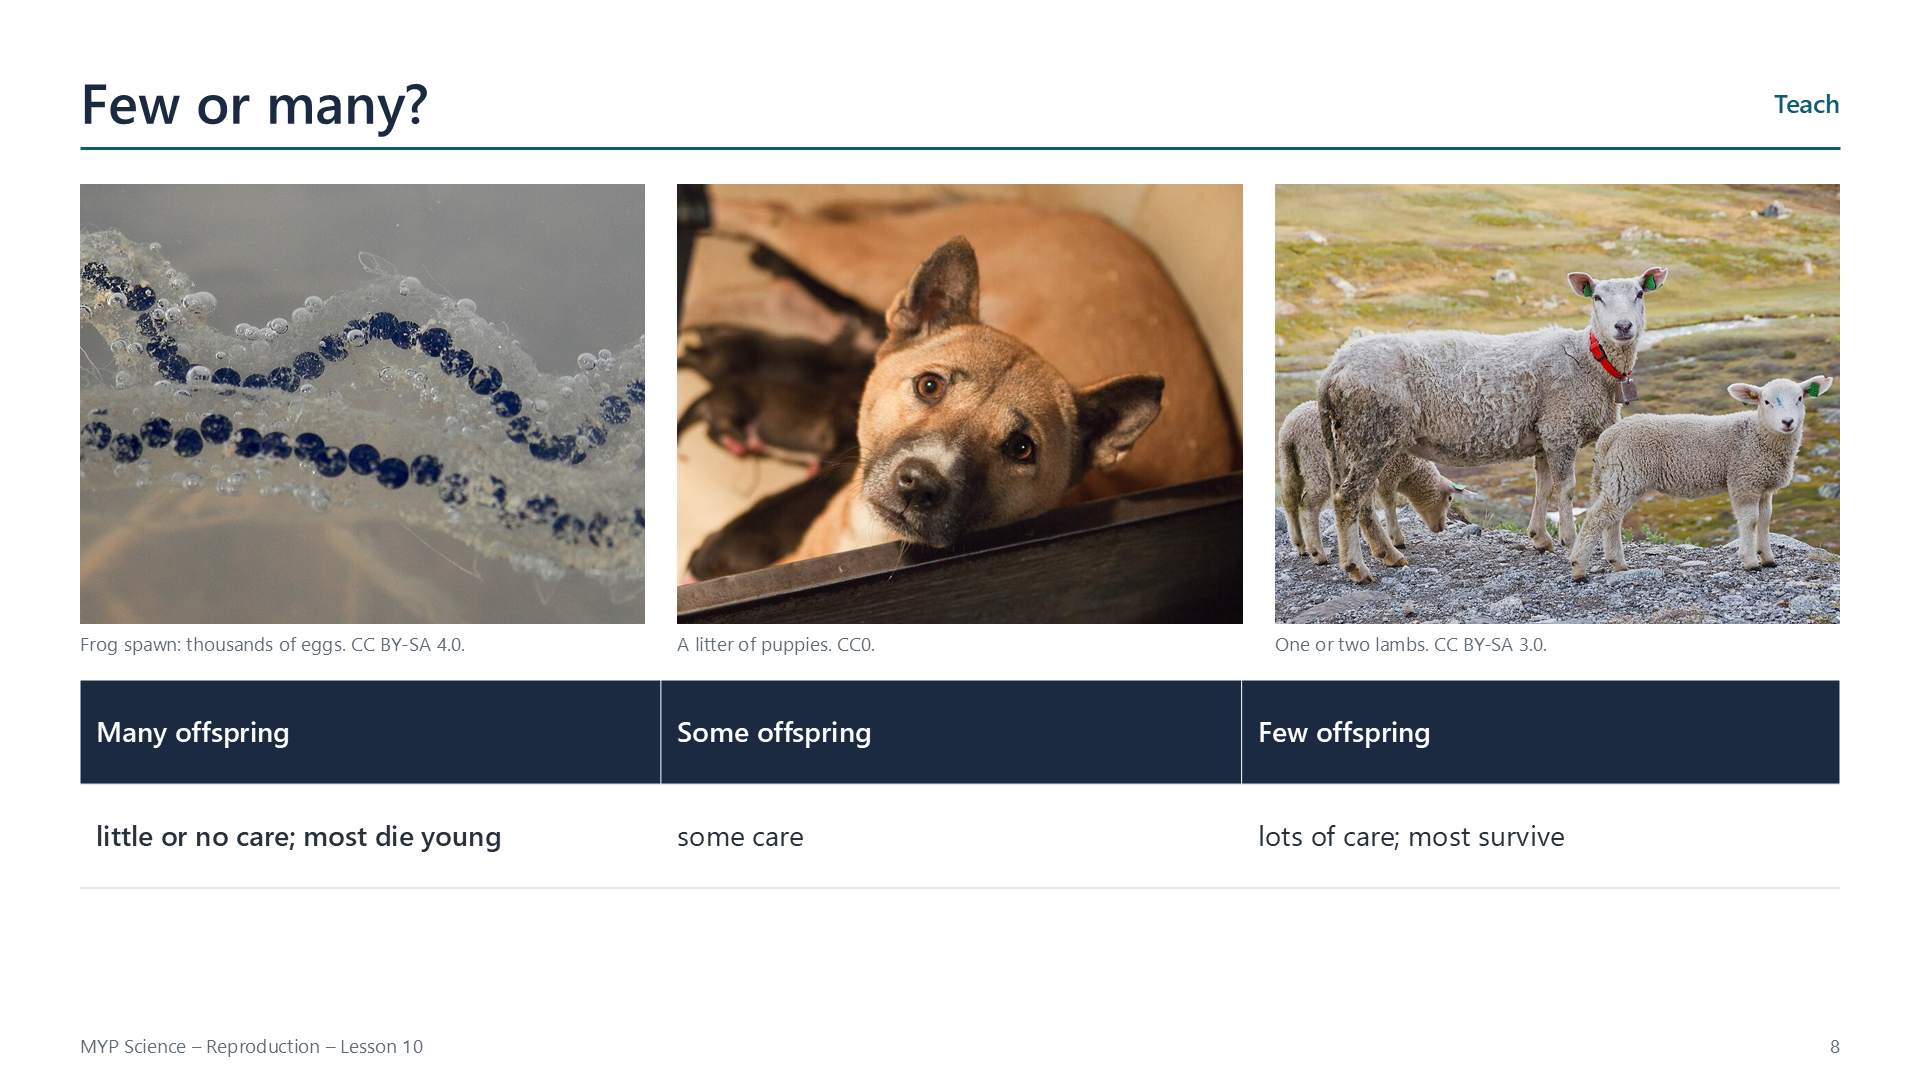 Few or many?
Teach
Frog spawn: thousands of eggs. CC BY-SA 4.0.
A litter of puppies. CC0.
One or two lambs. CC BY-SA 3.0.
Many offspring
Some offspring
Few offspring
little or no care; most die young
some care
lots of care; most survive
MYP Science – Reproduction – Lesson 10
8